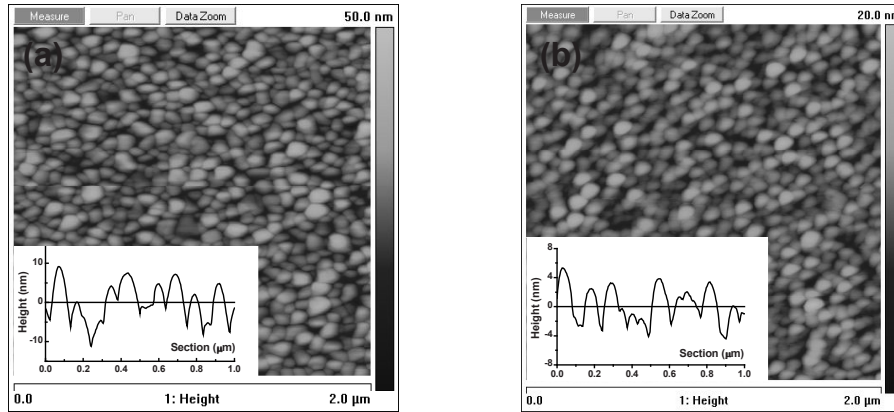 Measure Pan Data Zoom 50.0 nm
(a)
10
0
-10
Height (nm)
Section (μm)
0.0 0.2 0.4 0.6 0.8 1.0
0.0 1: Height 2.0 μm
Measure Pan Data Zoom 20.0 nm
(b)
8
4
0
-4
-8
Height (nm)
Section (μm)
0.0 0.2 0.4 0.6 0.8 1.0
0.0 1: Height 2.0 μm